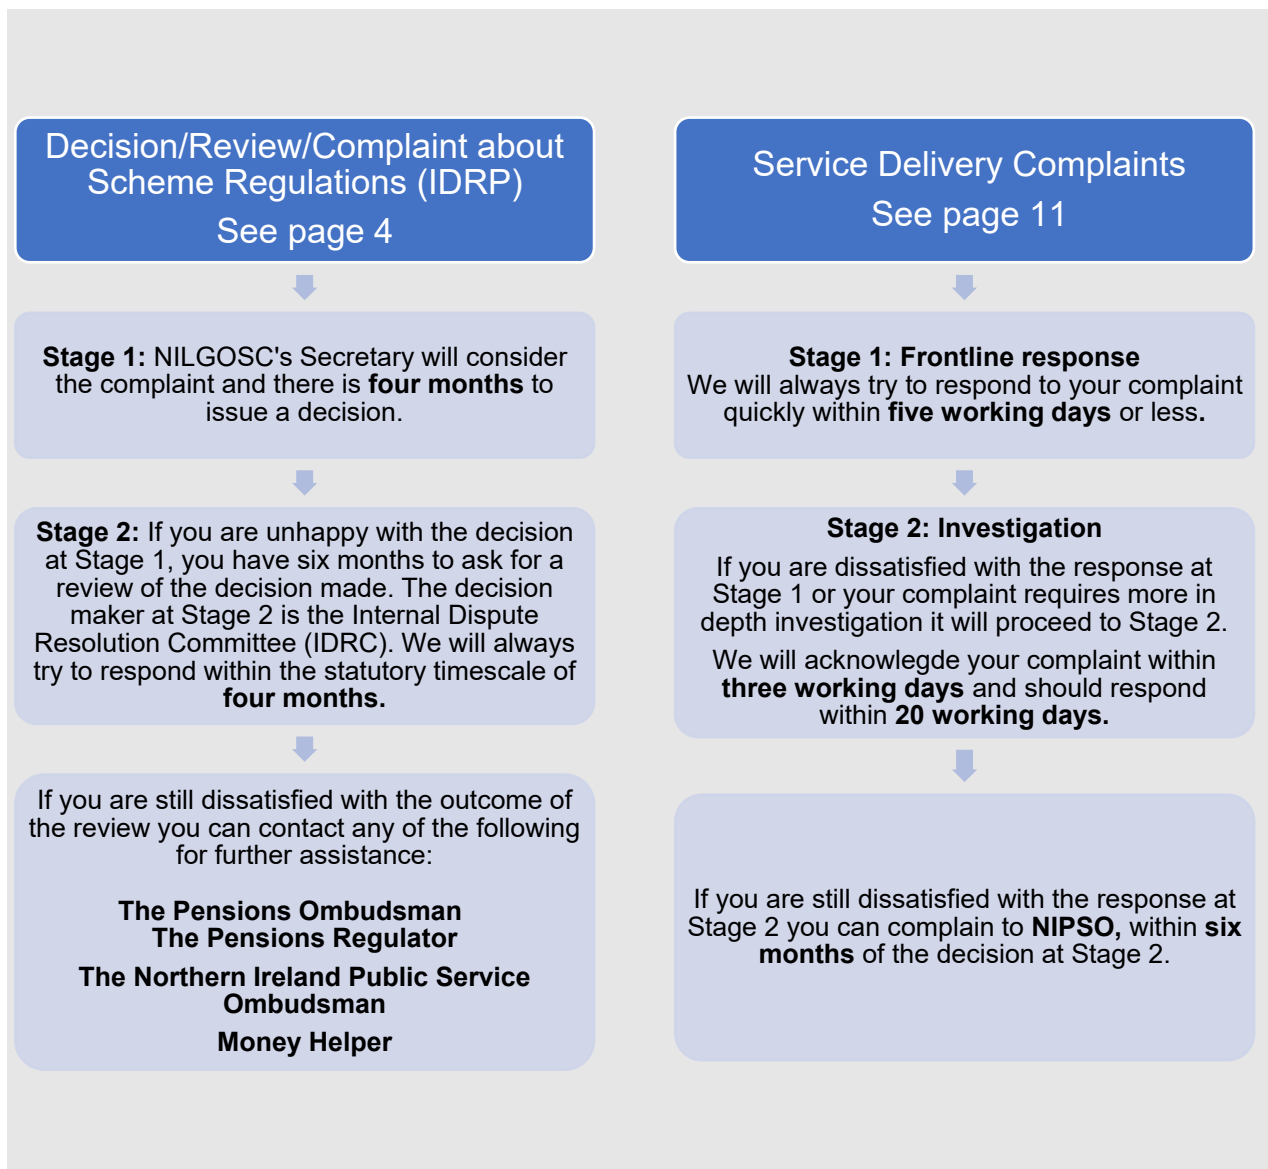 Decision/Review/Complaint about
Scheme Regulations (IDRP)
See page 4
Stage 1: NILGOSC's Secretary will consider
the complaint and there is four months to
issue a decision.
Stage 2: If you are unhappy with the decision
at Stage 1, you have six months to ask for a
review of the decision made. The decision
maker at Stage 2 is the Internal Dispute
Resolution Committee (IDRC). We will always
try to respond within the statutory timescale of
four months.
If you are still dissatisfied with the outcome of
the review you can contact any of the following
for further assistance:
The Pensions Ombudsman
The Pensions Regulator
The Northern Ireland Public Service
Ombudsman
Money Helper
Service Delivery Complaints
See page 11
Stage 1: Frontline response
We will always try to respond to your complaint
quickly within five working days or less.
Stage 2: Investigation
If you are dissatisfied with the response at
Stage 1 or your complaint requires more in
depth investigation it will proceed to Stage 2.
We will acknowlegde your complaint within
three working days and should respond
within 20 working days.
If you are still dissatisfied with the response at
Stage 2 you can complain to NIPSO, within six
months of the decision at Stage 2.